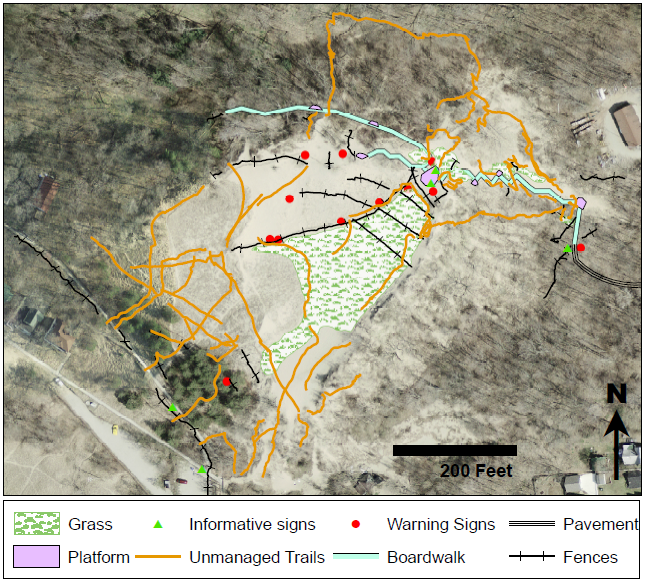 N
200 Feet
Grass Informative signs Warning Signs Pavement
Platform Unmanaged Trails Boardwalk Fences